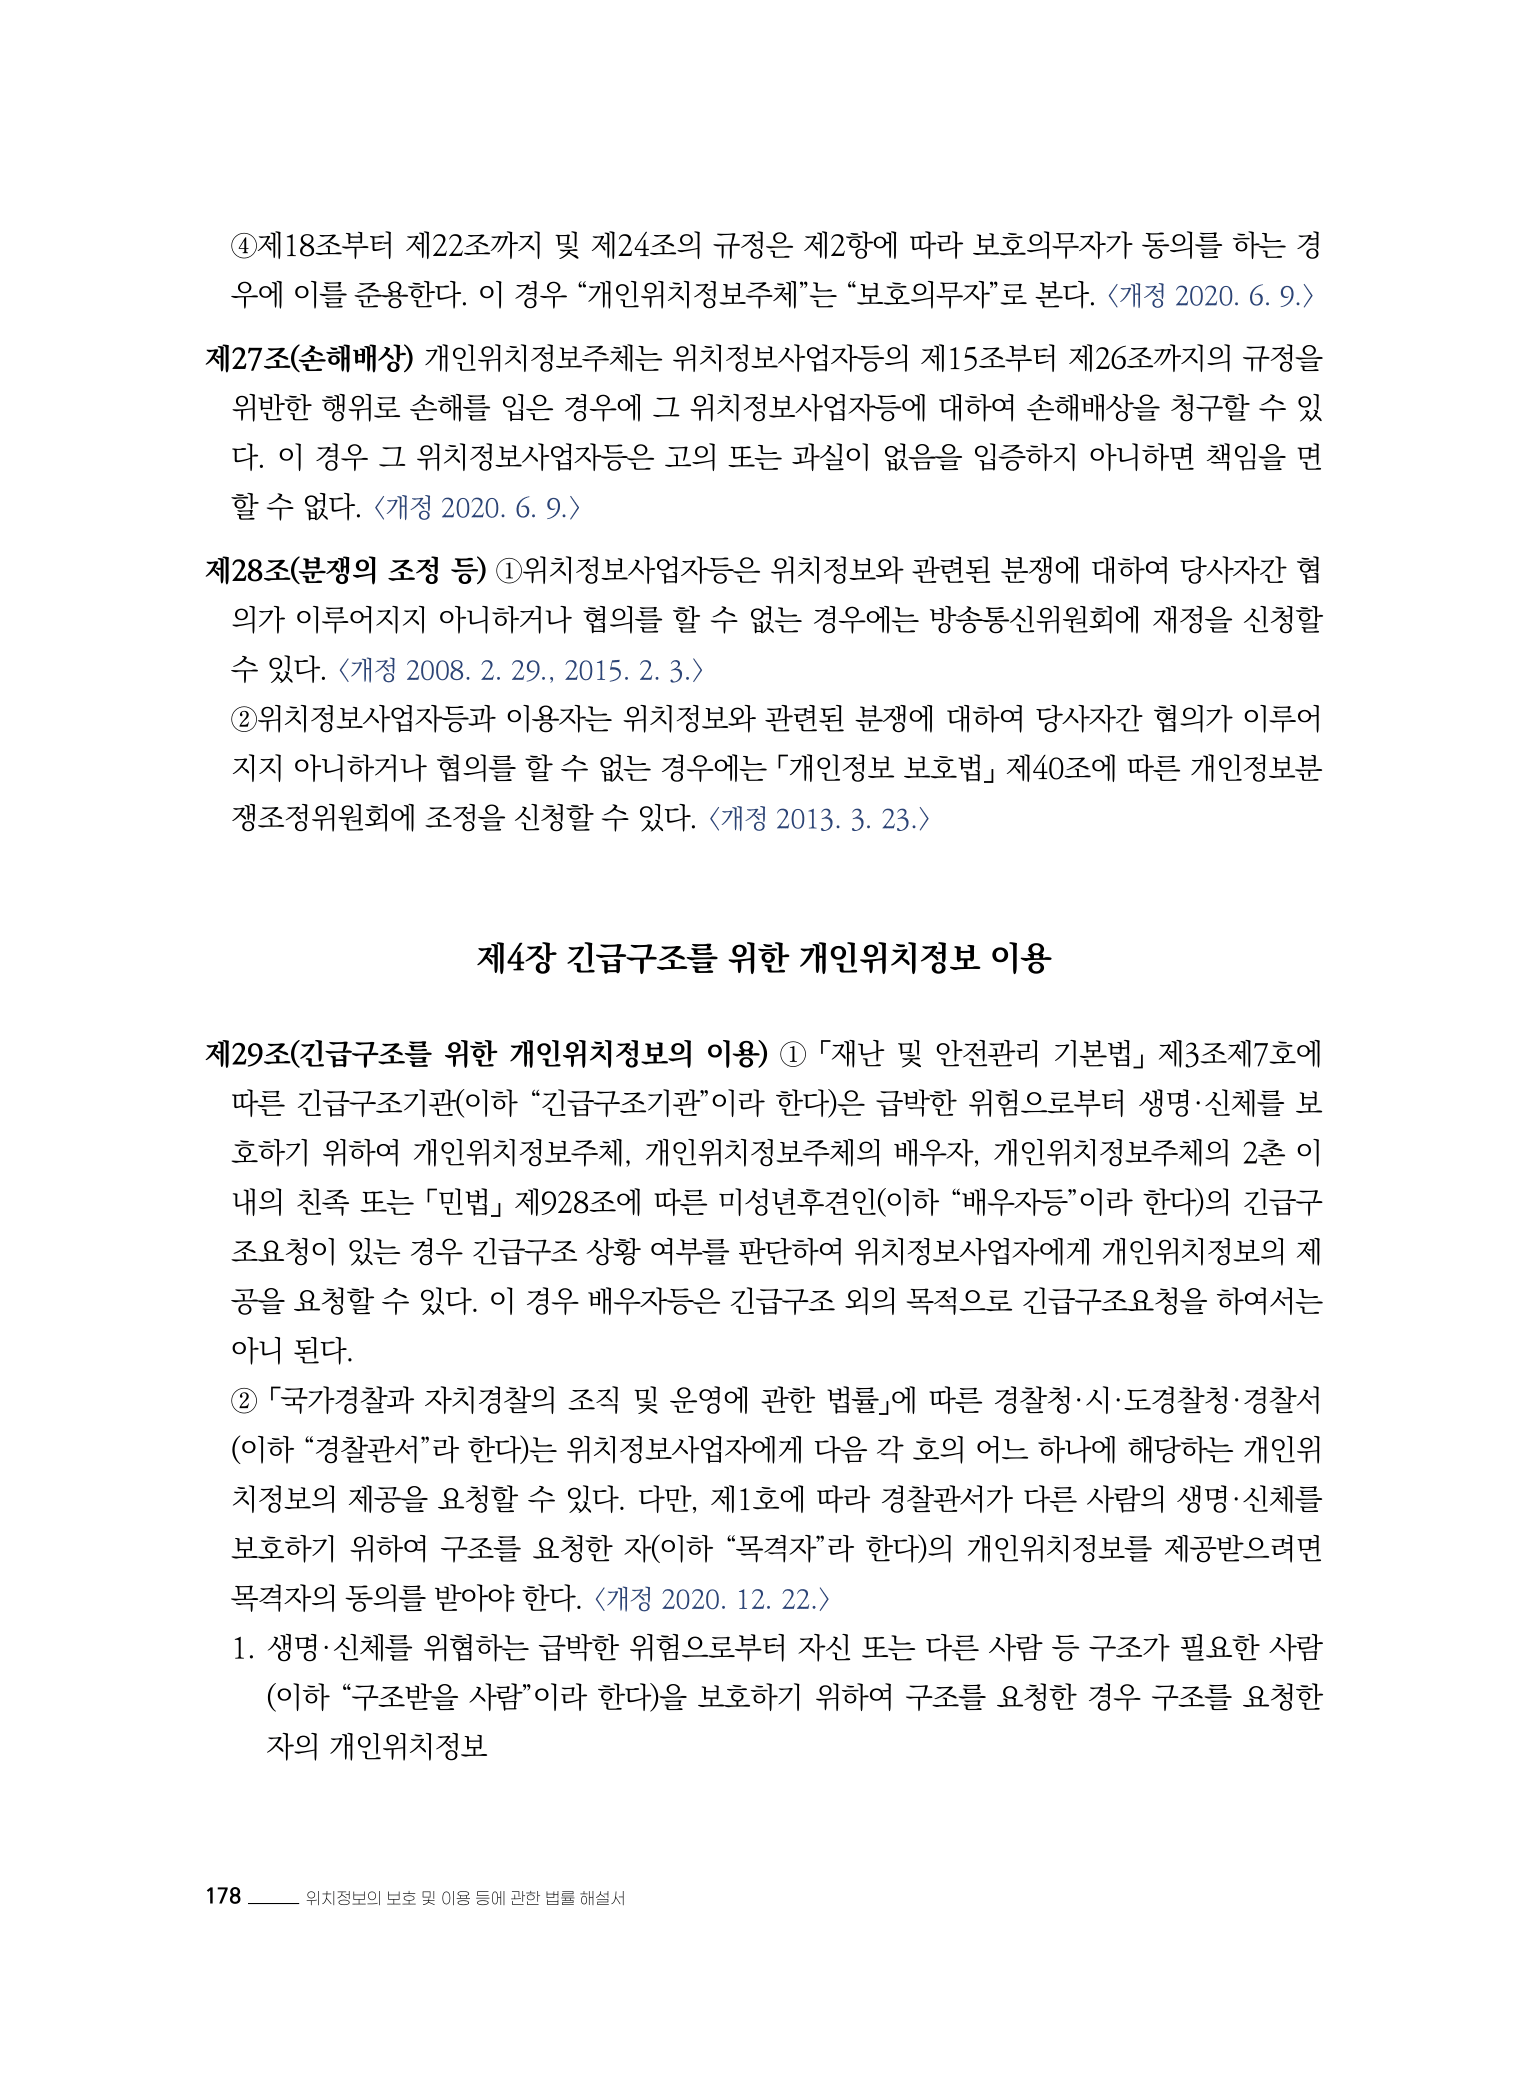 ④제18조부터 제22조까지 및 제24조의 규정은 제2항에 따라 보호의무자가 동의를 하는 경
우에 이를 준용한다. 이 경우 “개인위치정보주체”는 “보호의무자”로 본다. 〈개정 2020. 6. 9.〉
제27조(손해배상) 개인위치정보주체는 위치정보사업자등의 제15조부터 제26조까지의 규정을
위반한 행위로 손해를 입은 경우에 그 위치정보사업자등에 대하여 손해배상을 청구할 수 있
다. 이 경우 그 위치정보사업자등은 고의 또는 과실이 없음을 입증하지 아니하면 책임을 면
할 수 없다. 〈개정 2020. 6. 9.〉
제28조(분쟁의 조정 등) ①위치정보사업자등은 위치정보와 관련된 분쟁에 대하여 당사자간 협
의가 이루어지지 아니하거나 협의를 할 수 없는 경우에는 방송통신위원회에 재정을 신청할
수 있다. 〈개정 2008. 2. 29., 2015. 2. 3.〉
②위치정보사업자등과 이용자는 위치정보와 관련된 분쟁에 대하여 당사자간 협의가 이루어
지지 아니하거나 협의를 할 수 없는 경우에는 「개인정보 보호법」 제40조에 따른 개인정보분
쟁조정위원회에 조정을 신청할 수 있다. 〈개정 2013. 3. 23.〉
제4장 긴급구조를 위한 개인위치정보 이용
제29조(긴급구조를 위한 개인위치정보의 이용) ① 「재난 및 안전관리 기본법」 제3조제7호에
따른 긴급구조기관(이하 “긴급구조기관”이라 한다)은 급박한 위험으로부터 생명·신체를 보
호하기 위하여 개인위치정보주체, 개인위치정보주체의 배우자, 개인위치정보주체의 2촌 이
내의 친족 또는 「민법」 제928조에 따른 미성년후견인(이하 “배우자등”이라 한다)의 긴급구
조요청이 있는 경우 긴급구조 상황 여부를 판단하여 위치정보사업자에게 개인위치정보의 제
공을 요청할 수 있다. 이 경우 배우자등은 긴급구조 외의 목적으로 긴급구조요청을 하여서는
아니 된다.
② 「국가경찰과 자치경찰의 조직 및 운영에 관한 법률」에 따른 경찰청·시·도경찰청·경찰서
(이하 “경찰관서”라 한다)는 위치정보사업자에게 다음 각 호의 어느 하나에 해당하는 개인위
치정보의 제공을 요청할 수 있다. 다만, 제1호에 따라 경찰관서가 다른 사람의 생명·신체를
보호하기 위하여 구조를 요청한 자(이하 “목격자”라 한다)의 개인위치정보를 제공받으려면
목격자의 동의를 받아야 한다. 〈개정 2020. 12. 22.〉
1. 생명·신체를 위협하는 급박한 위험으로부터 자신 또는 다른 사람 등 구조가 필요한 사람
(이하 “구조받을 사람”이라 한다)을 보호하기 위하여 구조를 요청한 경우 구조를 요청한
자의 개인위치정보
178 위치정보의 보호 및 이용 등에 관한 법률 해설서